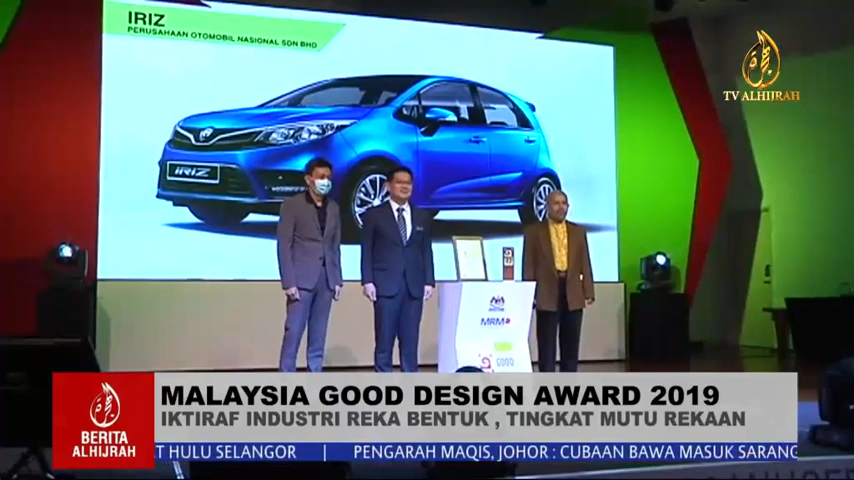 IRIZ
PERUSAHAAN OTOMOBIL NASIONAL SDN BHD
TV ALHIJRAH
IRIZ
MRM
GOOD
MALAYSIA GOOD DESIGN AWARD 2019
IKTIRAF INDUSTRI REKA BENTUK , TINGKAT MUTU REKAAN
BERITA
ALHIJRAH
T HULU SELANGOR | PENGARAH MAQIS, JOHOR : CUBAAN BAWA MASUK SARANG